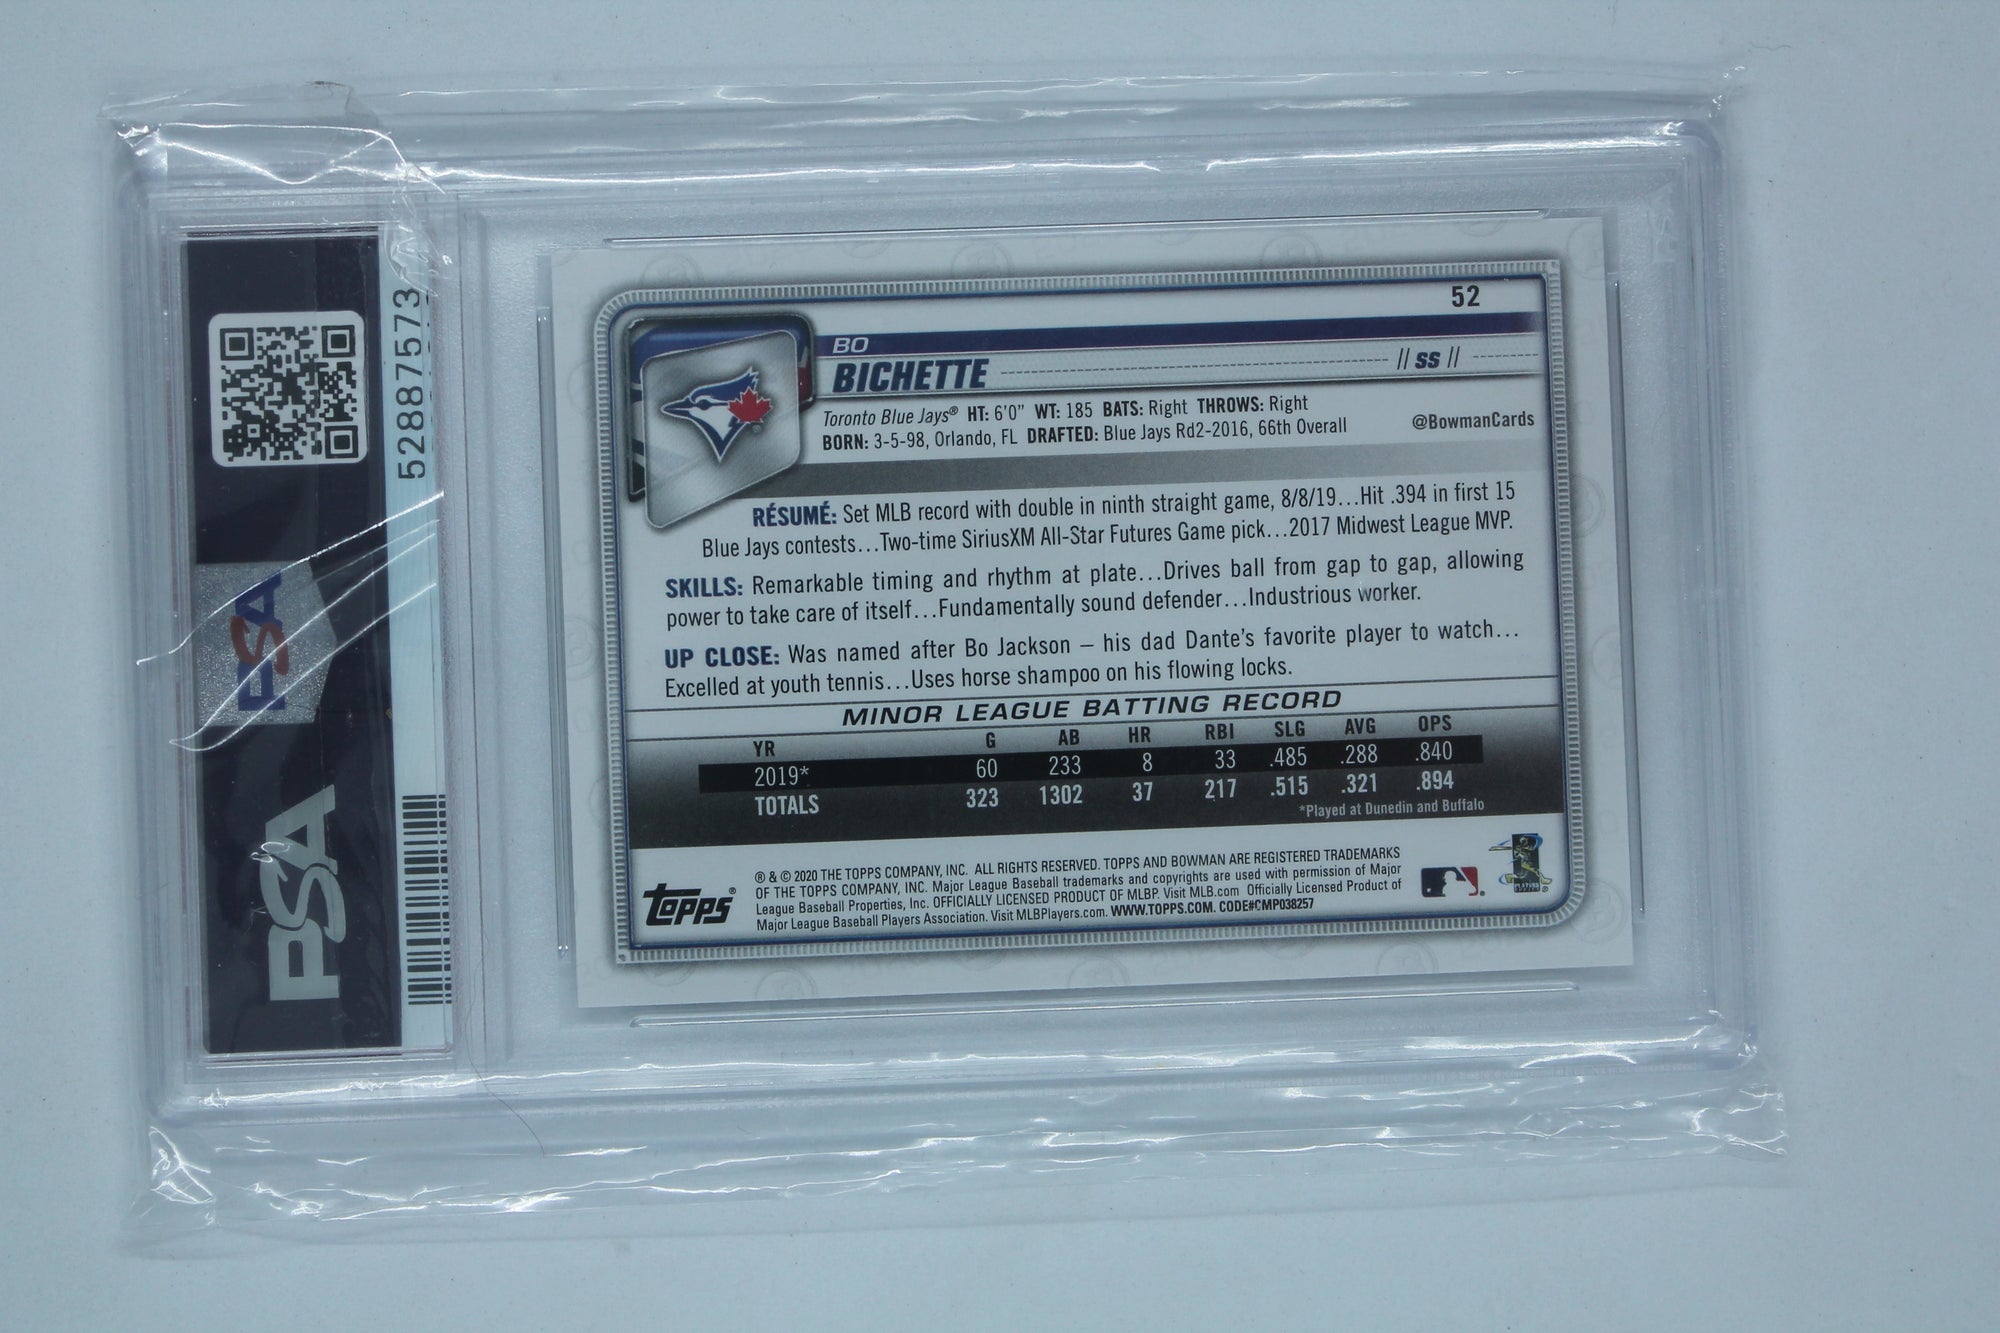 52887573
PSA
PSA
52
BO
BICHETTE
// SS //
Toronto Blue Jays® HT: 6'0" WT: 185 BATS: Right THROWS: Right
BORN: 3-5-98, Orlando, FL DRAFTED: Blue Jays Rd2-2016, 66th Overall
@BowmanCards
RÉSUMÉ: Set MLB record with double in ninth straight game, 8/8/19...Hit .394 in first 15
Blue Jays contests...Two-time SiriusXM All-Star Futures Game pick...2017 Midwest League MVP.
SKILLS: Remarkable timing and rhythm at plate...Drives ball from gap to gap, allowing
power to take care of itself...Fundamentally sound defender...Industrious worker.
UP CLOSE: Was named after Bo Jackson – his dad Dante's favorite player to watch...
Excelled at youth tennis...Uses horse shampoo on his flowing locks.
MINOR LEAGUE BATTING RECORD
YR G AB HR RBI SLG AVG OPS
2019* 60 233 8 33 .485 .288 .840
TOTALS 323 1302 37 217 .515 .321 .894
*Played at Dunedin and Buffalo
TOPPS®
® & © 2020 THE TOPPS COMPANY, INC. ALL RIGHTS RESERVED. TOPPS AND BOWMAN ARE REGISTERED TRADEMARKS
OF THE TOPPS COMPANY, INC. Major League Baseball trademarks and copyrights are used with permission of Major
League Baseball Properties, Inc. OFFICIALLY LICENSED PRODUCT OF MLBP. Visit MLB.com Officially Licensed Product of
Major League Baseball Players Association. Visit MLBPlayers.com. WWW.TOPPS.COM. CODE#CMP038257